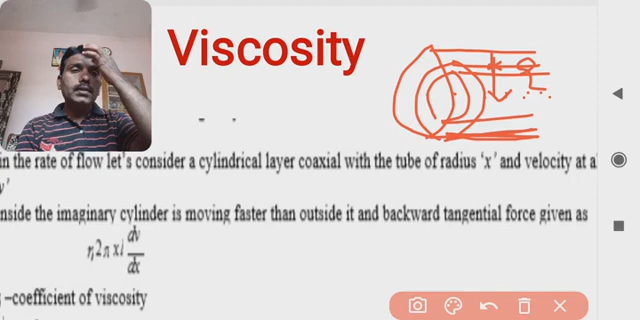 Viscosity
in the rate of flow let's consider a cylindrical layer coaxial with the tube of radius 'x' and velocity at a
v'
nside the imaginary cylinder is moving faster than outside it and backward tangential force given as
η2π xl dv/dx
–coefficient of viscosity